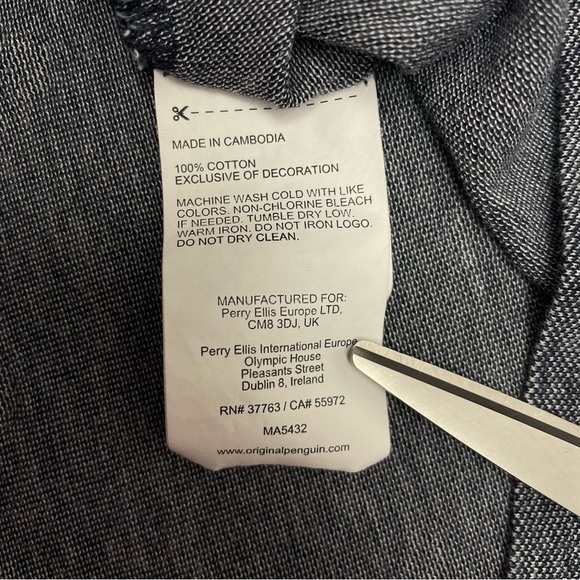 MADE IN CAMBODIA
100% COTTON
EXCLUSIVE OF DECORATION
MACHINE WASH COLD WITH LIKE
COLORS. NON-CHLORINE BLEACH
IF NEEDED. TUMBLE DRY LOW.
WARM IRON. DO NOT IRON LOGO.
DO NOT DRY CLEAN.
MANUFACTURED FOR:
Perry Ellis Europe LTD,
CM8 3DJ, UK
Perry Ellis International Europe
Olympic House
Pleasants Street
Dublin 8, Ireland
RN# 37763 / CA# 55972
MA5432
www.originalpenguin.com